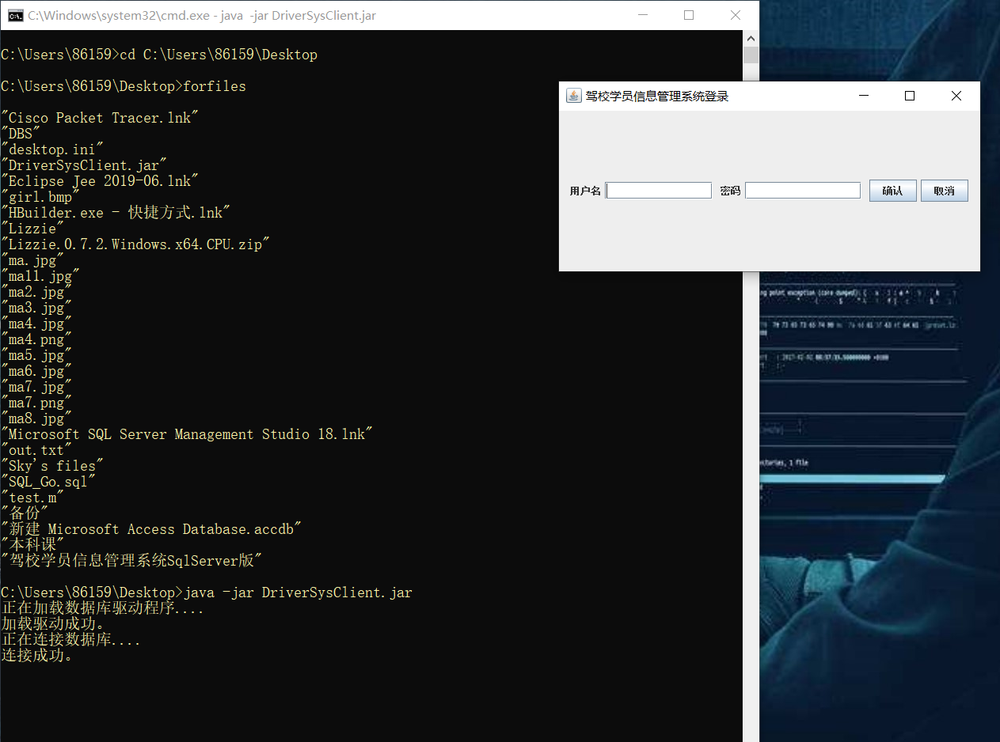 C:\Windows\system32\cmd.exe - java  -jar DriverSysClient.jar
C:\Users\86159>cd C:\Users\86159\Desktop
C:\Users\86159\Desktop>forfiles
"Cisco Packet Tracer.lnk"
"DBS"
"desktop.ini"
"DriverSysClient.jar"
"Eclipse Jee 2019-06.lnk"
"girl.bmp"
"HBuilder.exe - 快捷方式.lnk"
"Lizzie"
"Lizzie.0.7.2.Windows.x64.CPU.zip"
"ma.jpg"
"ma11.jpg"
"ma2.jpg"
"ma3.jpg"
"ma4.jpg"
"ma4.png"
"ma5.jpg"
"ma6.jpg"
"ma7.jpg"
"ma7.png"
"ma8.jpg"
"Microsoft SQL Server Management Studio 18.lnk"
"out.txt"
"Sky's files"
"SQL_Go.sql"
"test.m"
"备份"
"新建 Microsoft Access Database.accdb"
"本科课"
"驾校学员信息管理系统SqlServer版"
C:\Users\86159\Desktop>java -jar DriverSysClient.jar
正在加载数据库驱动程序....
加载驱动成功。
正在连接数据库....
连接成功。
驾校学员信息管理系统登录
用户名 密码 确认 取消
ng point exception (core dumped)